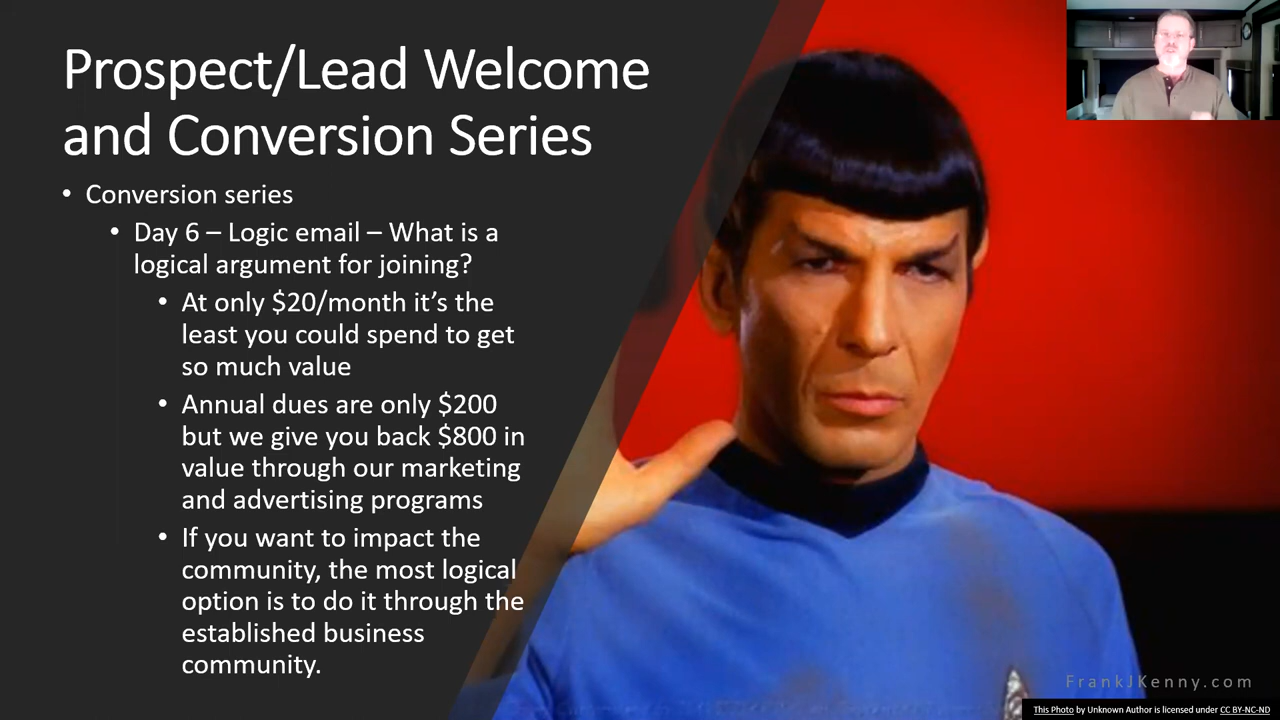 Prospect/Lead Welcome
and Conversion Series
• Conversion series
• Day 6 – Logic email – What is a
logical argument for joining?
• At only $20/month it’s the
least you could spend to get
so much value
• Annual dues are only $200
but we give you back $800 in
value through our marketing
and advertising programs
• If you want to impact the
community, the most logical
option is to do it through the
established business
community.
FrankJKenny.com
This Photo by Unknown Author is licensed under CC BY-NC-ND